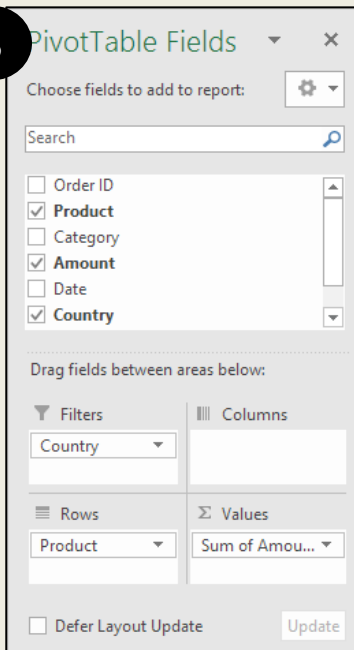 PivotTable Fields
Choose fields to add to report:
Search
Order ID
Product
Category
Amount
Date
Country
Drag fields between areas below:
Filters
Columns
Country
Rows
Σ Values
Product
Sum of Amou...
Defer Layout Update
Update